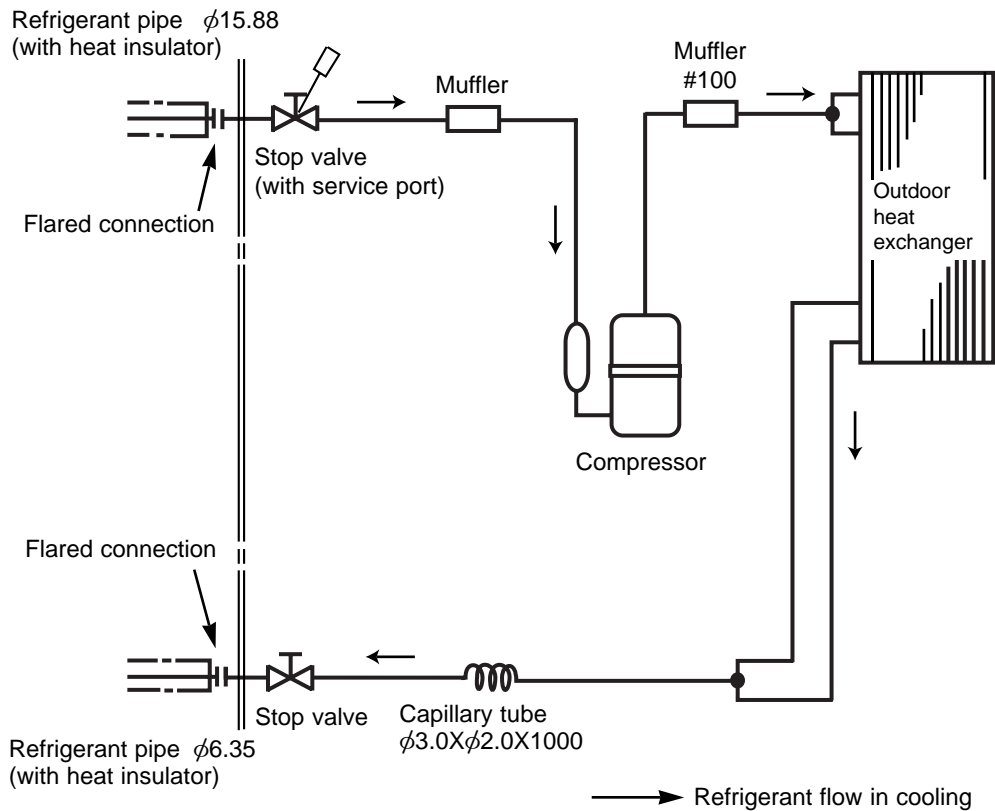 Refrigerant pipe ϕ15.88
(with heat insulator)
Muffler
Muffler
#100
Stop valve
(with service port)
Flared connection
Outdoor
heat
exchanger
Compressor
Flared connection
Stop valve
Capillary tube
ϕ3.0Xϕ2.0X1000
Refrigerant pipe ϕ6.35
(with heat insulator)
Refrigerant flow in cooling